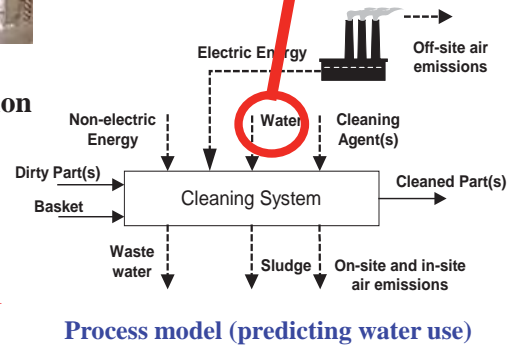 Electric Energy
Off-site air
emissions
on
Non-electric
Energy
Water
Cleaning
Agent(s)
Dirty Part(s)
Basket
Cleaning System
Cleaned Part(s)
Waste
water
Sludge
On-site and in-site
air emissions
Process model (predicting water use)